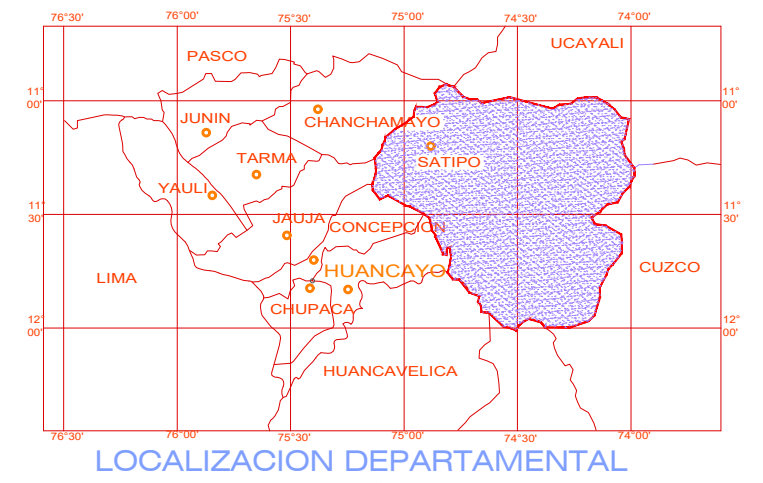 76°30' 76°00' 75°30' 75°00' 74°30' 74°00'
UCAYALI
PASCO
11°
00'
11°
00'
JUNIN
CHANCHAMAYO
TARMA
SATIPO
YAULI
11°
30'
11°
30'
JAUJA
CONCEPCION
HUANCAYO
CUZCO
LIMA
CHUPACA
12°
00'
12°
00'
HUANCAVELICA
76°30' 76°00' 75°30' 75°00' 74°30' 74°00'
LOCALIZACION DEPARTAMENTAL